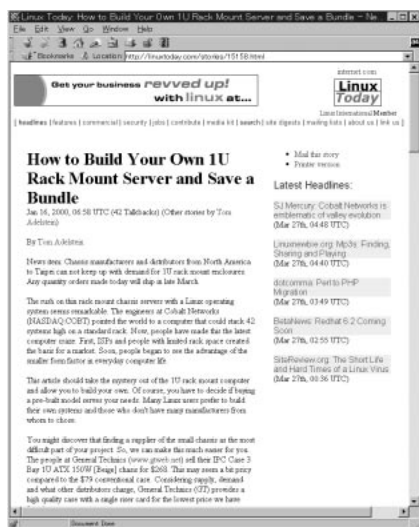 Linux Today: How to Build Your Own 1U Rack Mount Server and Save a Bundle - Ne
File Edit View Go Window Help
Bookmarks Location: http://linuxtoday.com/stories/15158.html
Get your business revved up!
with linux at...
internet.com
Linux
Today
Linux International Member
[ headlines | features | commercial | security | jobs | contribute | media kit | search | site digests | mailing lists | about us | link us ]
How to Build Your Own 1U
Rack Mount Server and Save a
Bundle
Jan 16, 2000, 06:58 UTC (42 Talkbacks) (Other stories by Tom
Adelstein)
By Tom Adelstein
News item: Chassis manufacturers and distributors from North America
to Taipei can not keep up with demand for 1U rack mount enclosures.
Any quantity orders made today will ship in late March.
The rush on thin rack mount chassis servers with a Linux operating
system seems remarkable. The engineers at Cobalt Networks
(NASDAQ:COBT) pointed the world to a computer that could stack 42
systems high on a standard rack. Now, people have made this the latest
computer craze. First, ISPs and people with limited rack space created
the basis for a market. Soon, people began to see the advantage of the
smaller form factor in everyday computer life.
This article should take the mystery out of the 1U rack mount computer
and allow you to build your own. Of course, you have to decide if buying
a pre-built model serves your needs. Many Linux users prefer to build
their own systems and those who don't have many manufacturers from
whom to chose.
You might discover that finding a supplier of the small chassis as the most
difficult part of your project. So, we can make this much easier for you.
The people at General Technics (www.gtweb.net) sell their IPC Case 3
Bay 1U ATX 150W [Beige] chassis for $268. This may seem a bit pricey
compared to the $79 conventional case. Considering supply, demand
and what other distributors charge, General Technics (GT) provides a
high quality case with a single riser card for the lowest price we have
Mail this story
Printer version
Latest Headlines:
SJ Mercury: Cobalt Networks is
emblematic of valley evolution
(Mar 27th, 04:48 UTC)
Linuxnewbie.org: Mp3s; Finding,
Sharing and Playing
(Mar 27th, 04:40 UTC)
dotcomma: Perl to PHP
Migration
(Mar 27th, 03:49 UTC)
BetaNews: Redhat 6.2 Coming
Soon
(Mar 27th, 02:55 UTC)
SiteReview.org: The Short Life
and Hard Times of a Linux Virus
(Mar 27th, 00:36 UTC)
Document: Done